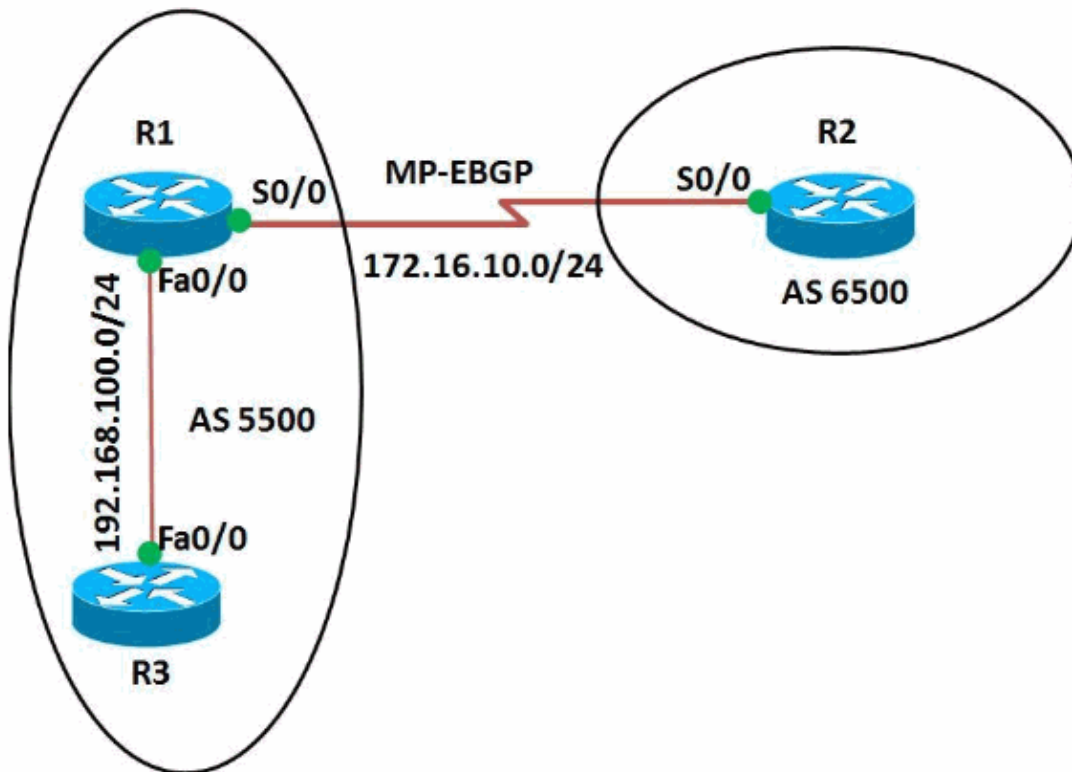 R1
R2
MP-EBGP
S0/0
S0/0
172.16.10.0/24
Fa0/0
AS 6500
192.168.100.0/24
AS 5500
Fa0/0
R3